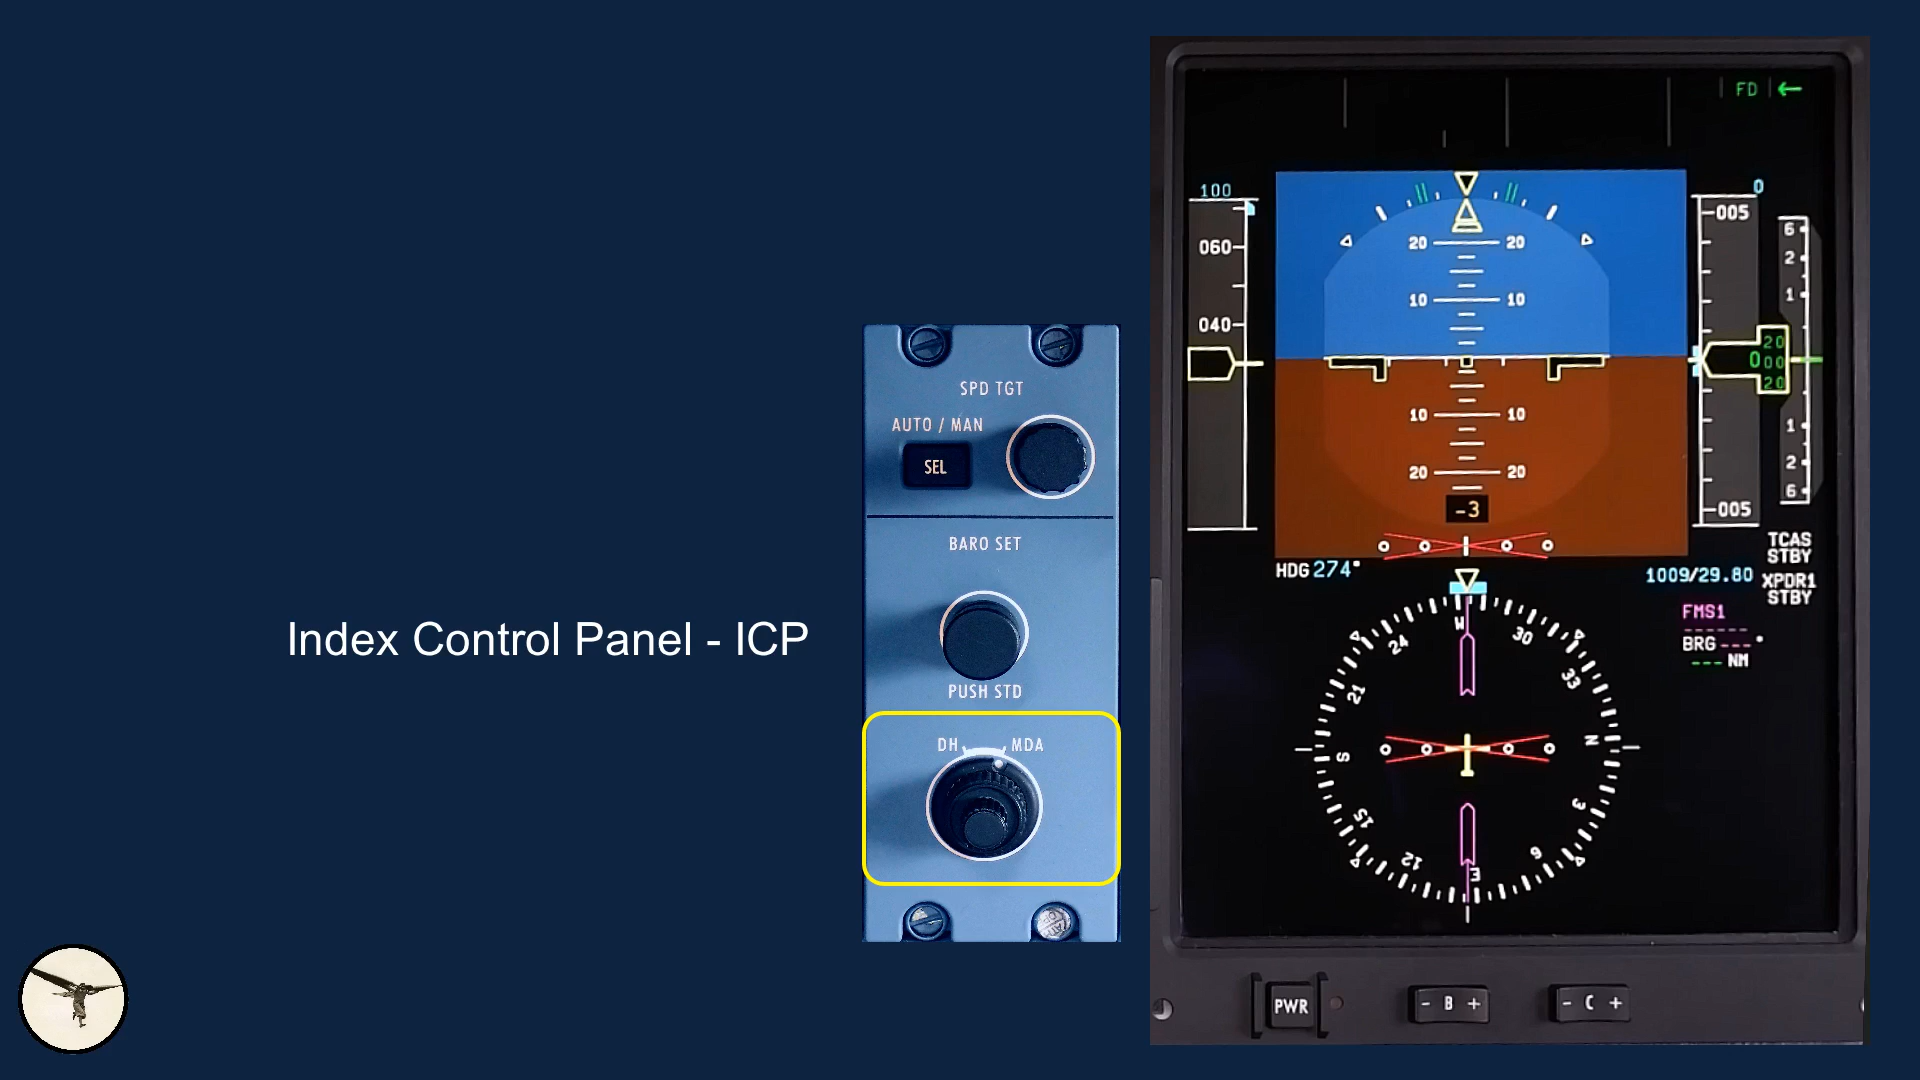 Index Control Panel - ICP
SPD TGT
AUTO / MAN
SEL
BARO SET
PUSH STD
DH MDA
FD
100
060
040
0
005
005
20
0 00
20
6
2
1
1
2
6
20 20
10 10
10 10
20 20
-3
HDG 274°
1009/29.80
TCAS
STBY
XPDR1
STBY
FMS1
BRG ---°
--- NM
W
30
33
N
3
6
E
12
15
S
21
24
PWR
- B +
- C +